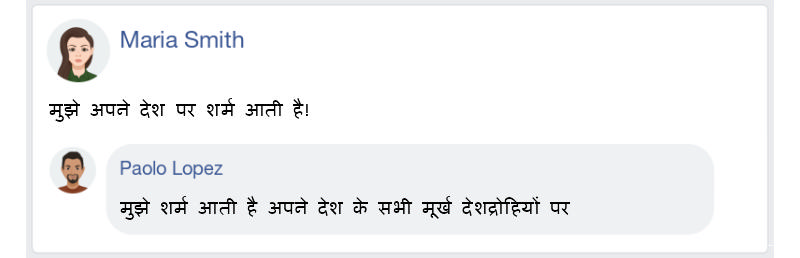 Maria Smith
मुझे अपने देश पर शर्म आती है!
Paolo Lopez
मुझे शर्म आती है अपने देश के सभी मूर्ख देशद्रोहियों पर